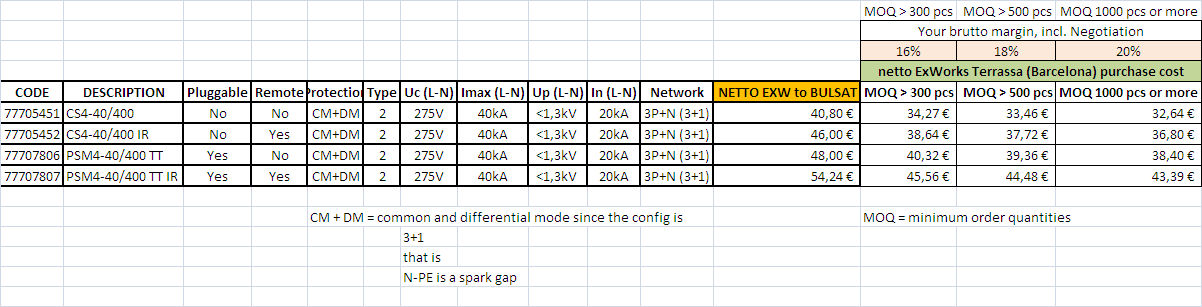 MOQ > 300 pcs MOQ > 500 pcs MOQ 1000 pcs or more
Your brutto margin, incl. Negotiation
16% 18% 20%
netto ExWorks Terrassa (Barcelona) purchase cost
CODE DESCRIPTION Pluggable Remote Protection Type Uc (L-N) Imax (L-N) Up (L-N) In (L-N) Network NETTO EXW to BULSAT MOQ > 300 pcs MOQ > 500 pcs MOQ 1000 pcs or more
77705451 CS4-40/400 No No CM+DM 2 275V 40kA <1,3kV 20kA 3P+N (3+1) 40,80 € 34,27 € 33,46 € 32,64 €
77705452 CS4-40/400 IR No Yes CM+DM 2 275V 40kA <1,3kV 20kA 3P+N (3+1) 46,00 € 38,64 € 37,72 € 36,80 €
77707806 PSM4-40/400 TT Yes No CM+DM 2 275V 40kA <1,3kV 20kA 3P+N (3+1) 48,00 € 40,32 € 39,36 € 38,40 €
77707807 PSM4-40/400 TT IR Yes Yes CM+DM 2 275V 40kA <1,3kV 20kA 3P+N (3+1) 54,24 € 45,56 € 44,48 € 43,39 €
CM + DM = common and differential mode since the config is MOQ = minimum order quantities
3+1
that is
N-PE is a spark gap